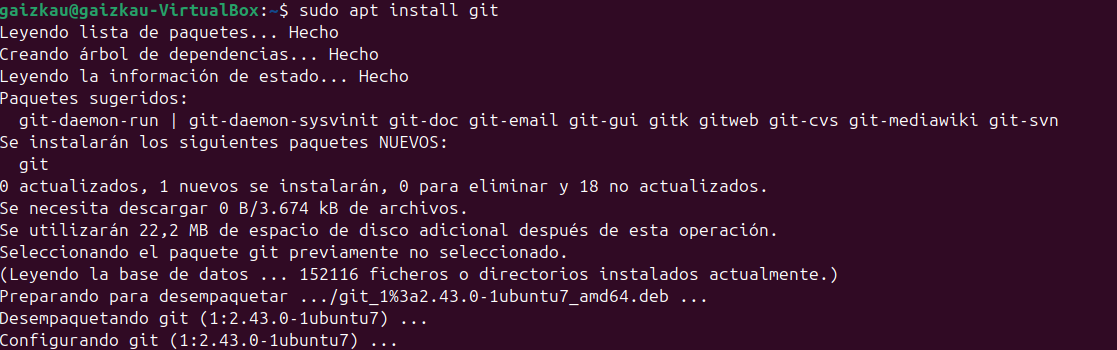 gaizkau@gaizkau-VirtualBox:~$ sudo apt install git
Leyendo lista de paquetes... Hecho
Creando árbol de dependencias... Hecho
Leyendo la información de estado... Hecho
Paquetes sugeridos:
  git-daemon-run | git-daemon-sysvinit git-doc git-email git-gui gitk gitweb git-cvs git-mediawiki git-svn
Se instalarán los siguientes paquetes NUEVOS:
  git
0 actualizados, 1 nuevos se instalarán, 0 para eliminar y 18 no actualizados.
Se necesita descargar 0 B/3.674 kB de archivos.
Se utilizarán 22,2 MB de espacio de disco adicional después de esta operación.
Seleccionando el paquete git previamente no seleccionado.
(Leyendo la base de datos ... 152116 ficheros o directorios instalados actualmente.)
Preparando para desempaquetar .../git_1%3a2.43.0-1ubuntu7_amd64.deb ...
Desempaquetando git (1:2.43.0-1ubuntu7) ...
Configurando git (1:2.43.0-1ubuntu7) ...